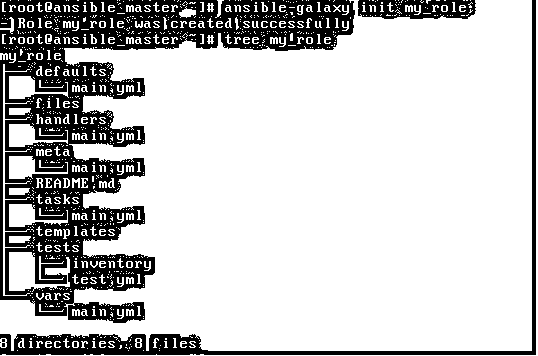 [root@ansible_master ~]# ansible-galaxy init my_role
- Role my_role was created successfully
[root@ansible_master ~]# tree my_role
my_role
├── defaults
│   └── main.yml
├── files
├── handlers
│   └── main.yml
├── meta
│   └── main.yml
├── README.md
├── tasks
│   └── main.yml
├── templates
├── tests
│   ├── inventory
│   └── test.yml
└── vars
    └── main.yml
8 directories, 8 files